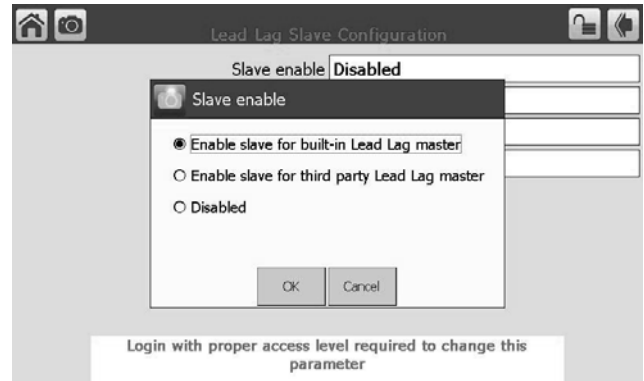 Lead Lag Slave Configuration
Slave enable Disabled
Slave enable
Enable slave for built-in Lead Lag master
Enable slave for third party Lead Lag master
Disabled
OK Cancel
Login with proper access level required to change this
parameter